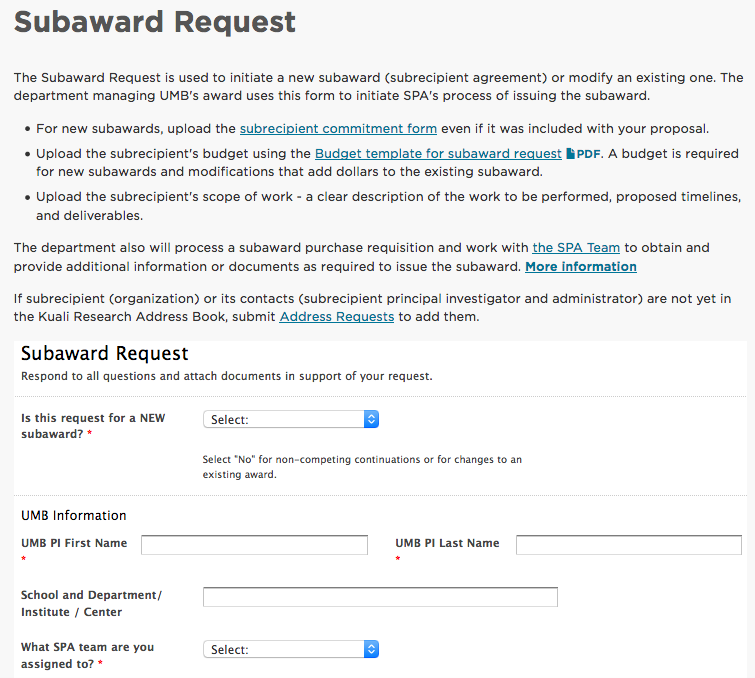 Subaward Request
The Subaward Request is used to initiate a new subaward (subrecipient agreement) or modify an existing one. The
department managing UMB's award uses this form to initiate SPA's process of issuing the subaward.
• For new subawards, upload the subrecipient commitment form even if it was included with your proposal.
• Upload the subrecipient's budget using the Budget template for subaward request PDF. A budget is required
for new subawards and modifications that add dollars to the existing subaward.
• Upload the subrecipient's scope of work - a clear description of the work to be performed, proposed timelines,
and deliverables.
The department also will process a subaward purchase requisition and work with the SPA Team to obtain and
provide additional information or documents as required to issue the subaward. More information
If subrecipient (organization) or its contacts (subrecipient principal investigator and administrator) are not yet in
the Kuali Research Address Book, submit Address Requests to add them.
Subaward Request
Respond to all questions and attach documents in support of your request.
Is this request for a NEW
subaward? *
Select:
Select "No" for non-competing continuations or for changes to an
existing award.
UMB Information
UMB PI First Name
*
UMB PI Last Name
*
School and Department/
Institute / Center
What SPA team are you
assigned to? *
Select: